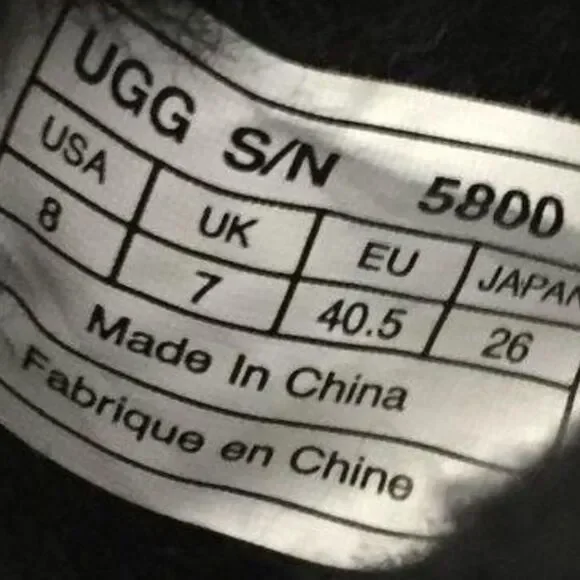 UGG S/N 5800
USA UK EU JAPAN
8 7 40.5 26
Made In China
Fabrique en Chine